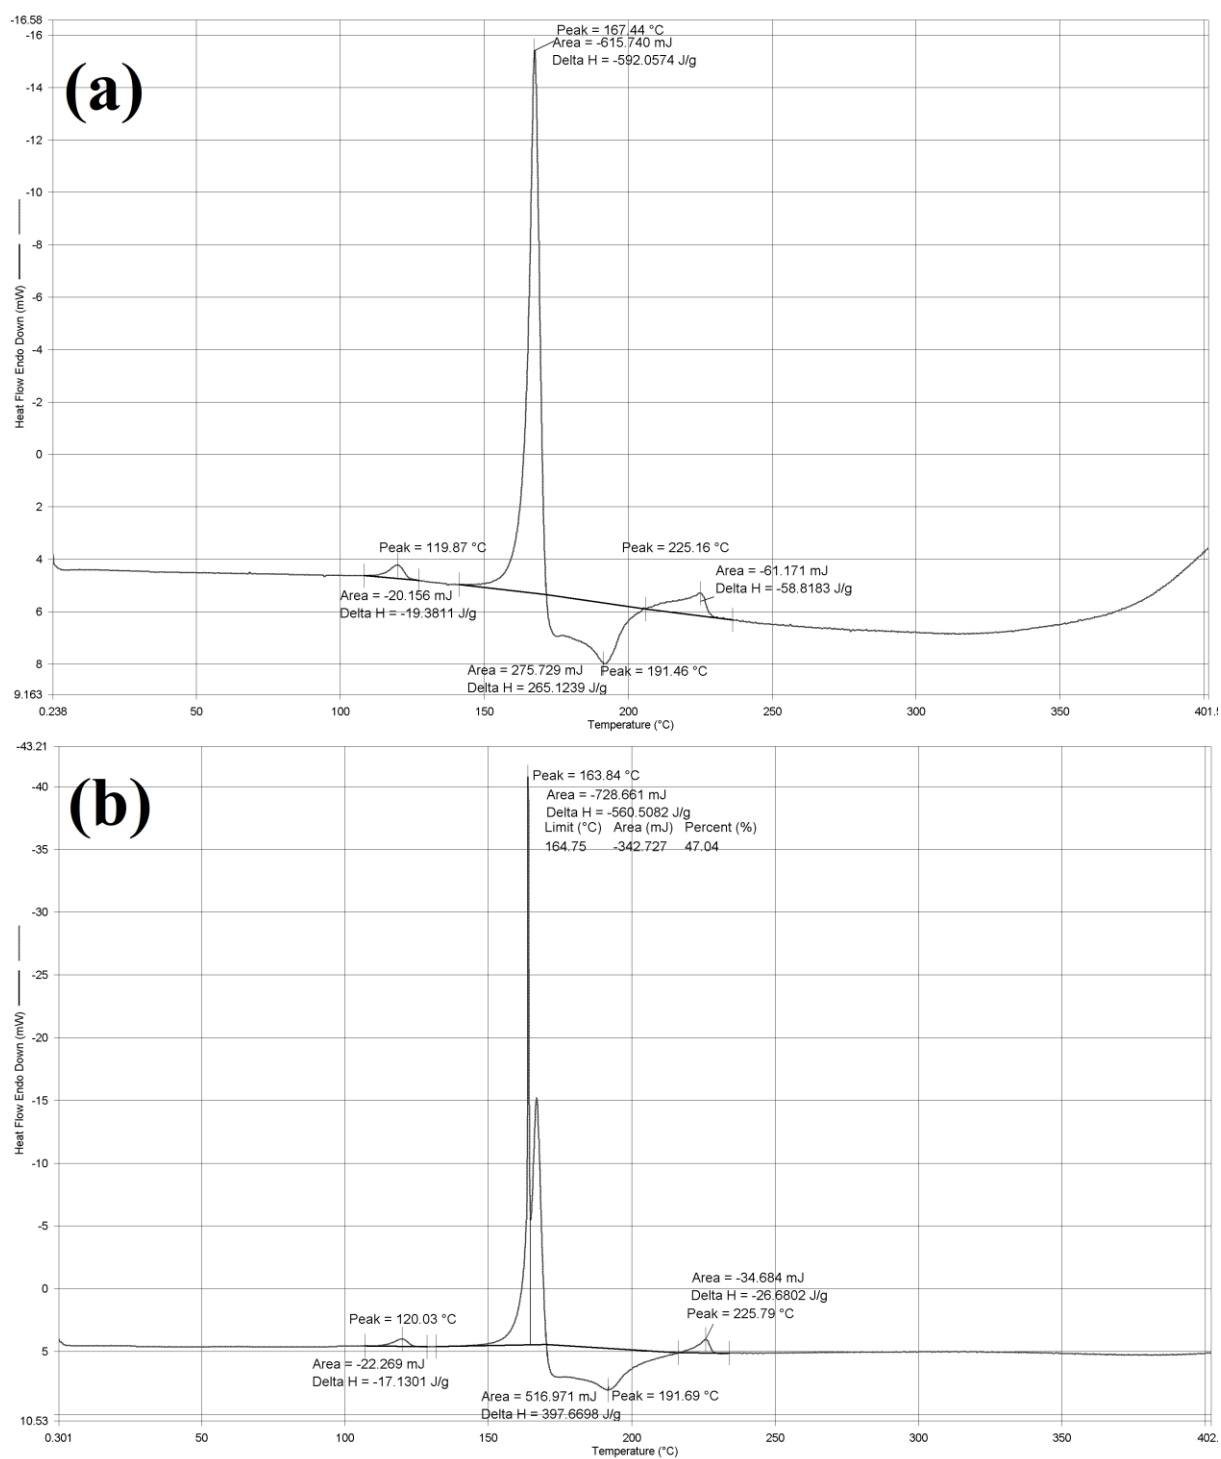 -16.58
-16
-14
-12
-10
-8
-6
-4
-2
0
2
4
6
8
9.163
Heat Flow Endo Down (mW)
(a)
Peak = 167.44 °C
Area = -615.740 mJ
Delta H = -592.0574 J/g
Peak = 119.87 °C
Area = -20.156 mJ
Delta H = -19.3811 J/g
Peak = 225.16 °C
Area = -61.171 mJ
Delta H = -58.8183 J/g
Area = 275.729 mJ
Peak = 191.46 °C
Delta H = 265.1239 J/g
0.238 50 100 150 200 250 300 350 401.5
Temperature (°C)
-43.21
-40
-35
-30
-25
-20
-15
-10
-5
0
5
10.53
Heat Flow Endo Down (mW)
(b)
Peak = 163.84 °C
Area = -728.661 mJ
Delta H = -560.5082 J/g
Limit (°C) Area (mJ) Percent (%)
164.75 -342.727 47.04
Area = -34.684 mJ
Delta H = -26.6802 J/g
Peak = 225.79 °C
Peak = 120.03 °C
Area = -22.269 mJ
Delta H = -17.1301 J/g
Area = 516.971 mJ
Peak = 191.69 °C
Delta H = 397.6698 J/g
0.301 50 100 150 200 250 300 350 402.
Temperature (°C)